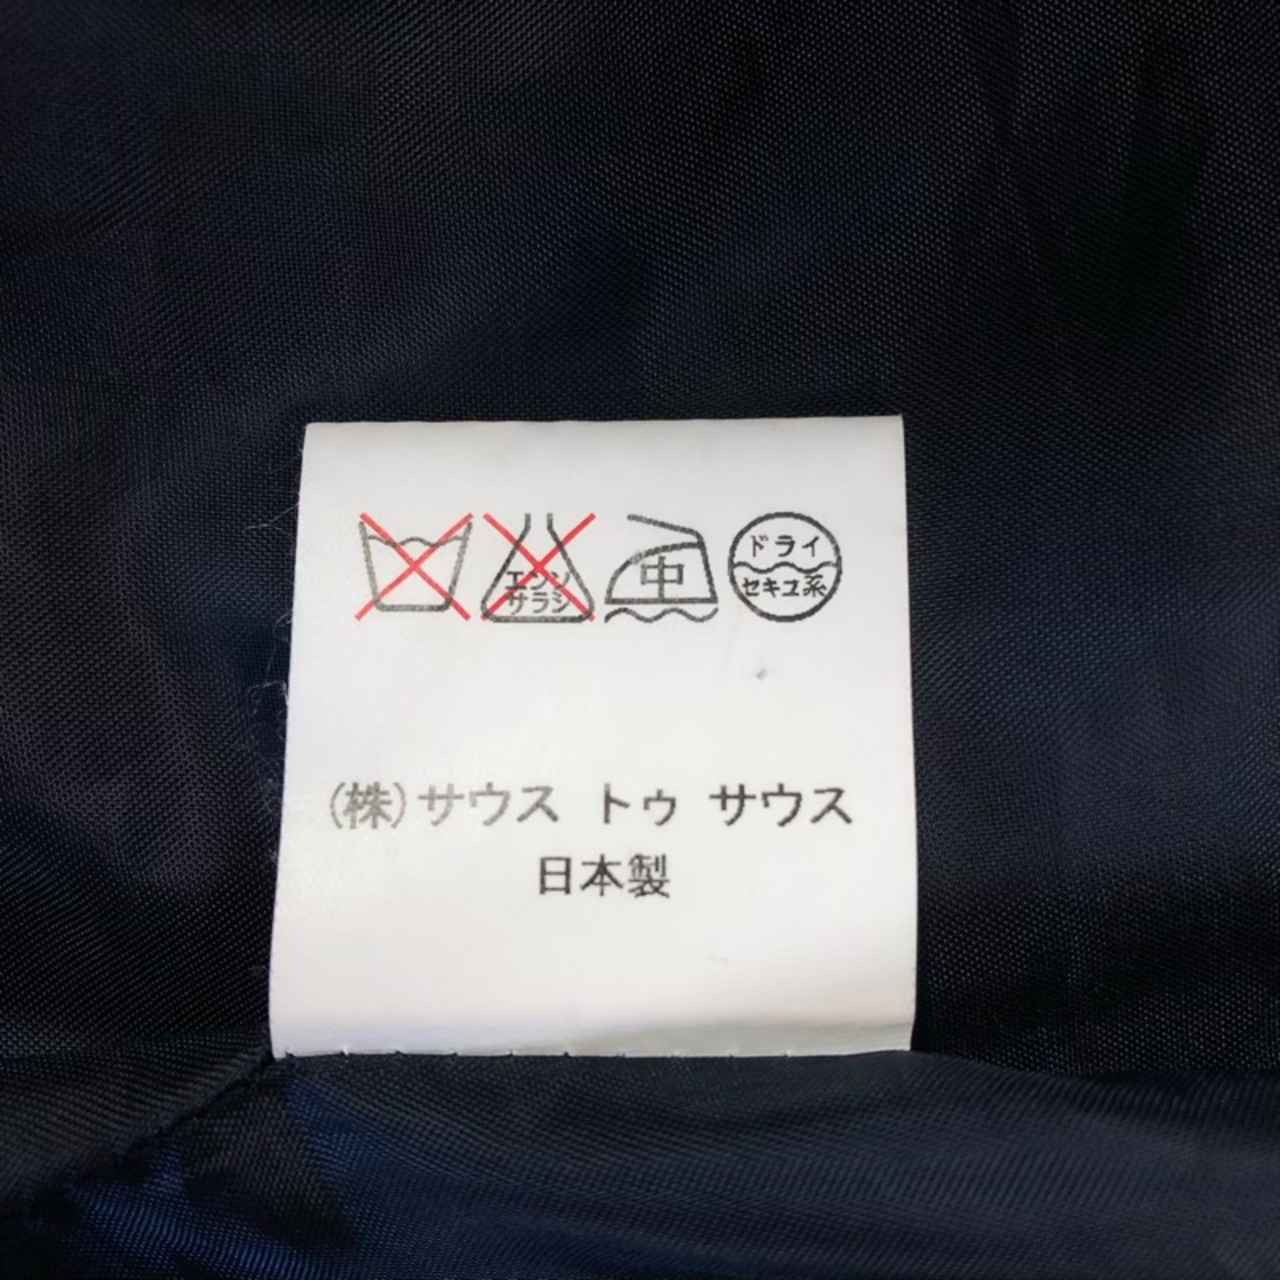 エンソ
サラシ
中
ドライ
セキユ系
(株)サウス トゥ サウス
日本製